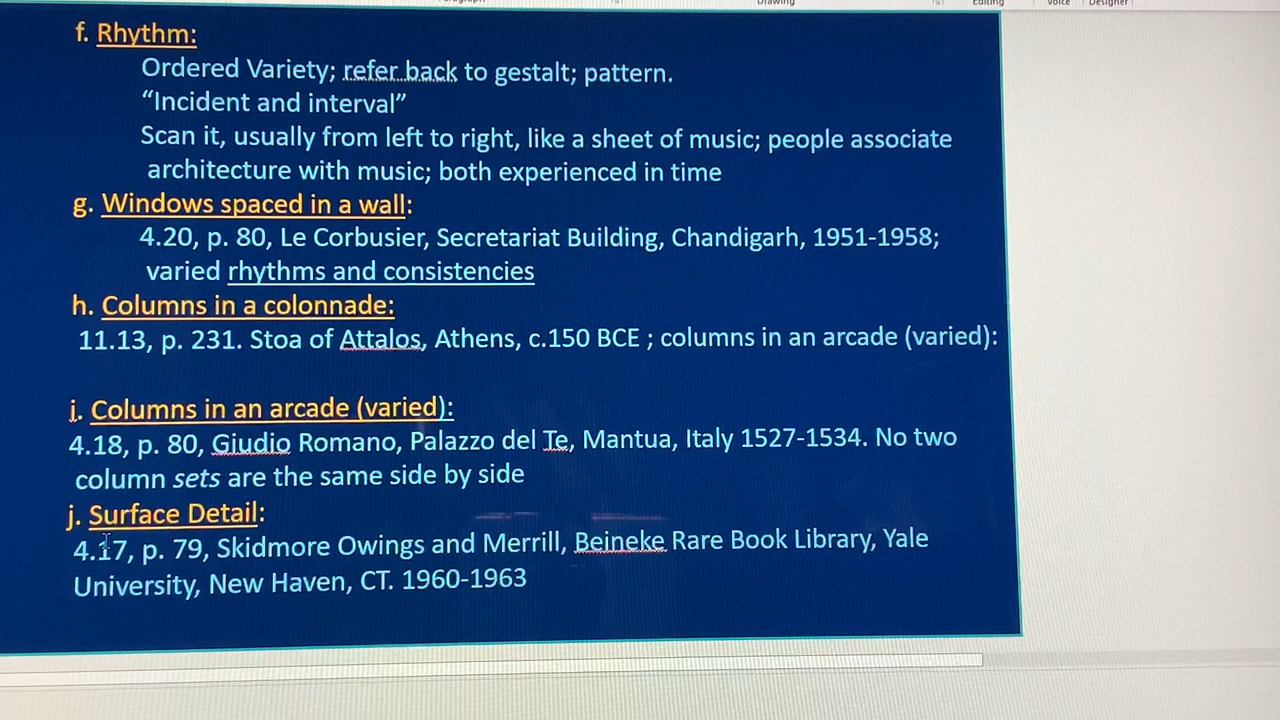 Drawing
Editing
Voice
Designer
f. Rhythm:
Ordered Variety; refer back to gestalt; pattern.
“Incident and interval”
Scan it, usually from left to right, like a sheet of music; people associate
architecture with music; both experienced in time
g. Windows spaced in a wall:
4.20, p. 80, Le Corbusier, Secretariat Building, Chandigarh, 1951-1958;
varied rhythms and consistencies
h. Columns in a colonnade:
11.13, p. 231. Stoa of Attalos, Athens, c.150 BCE ; columns in an arcade (varied):
i. Columns in an arcade (varied):
4.18, p. 80, Giudio Romano, Palazzo del Te, Mantua, Italy 1527-1534. No two
column sets are the same side by side
j. Surface Detail:
4.17, p. 79, Skidmore Owings and Merrill, Beineke Rare Book Library, Yale
University, New Haven, CT. 1960-1963